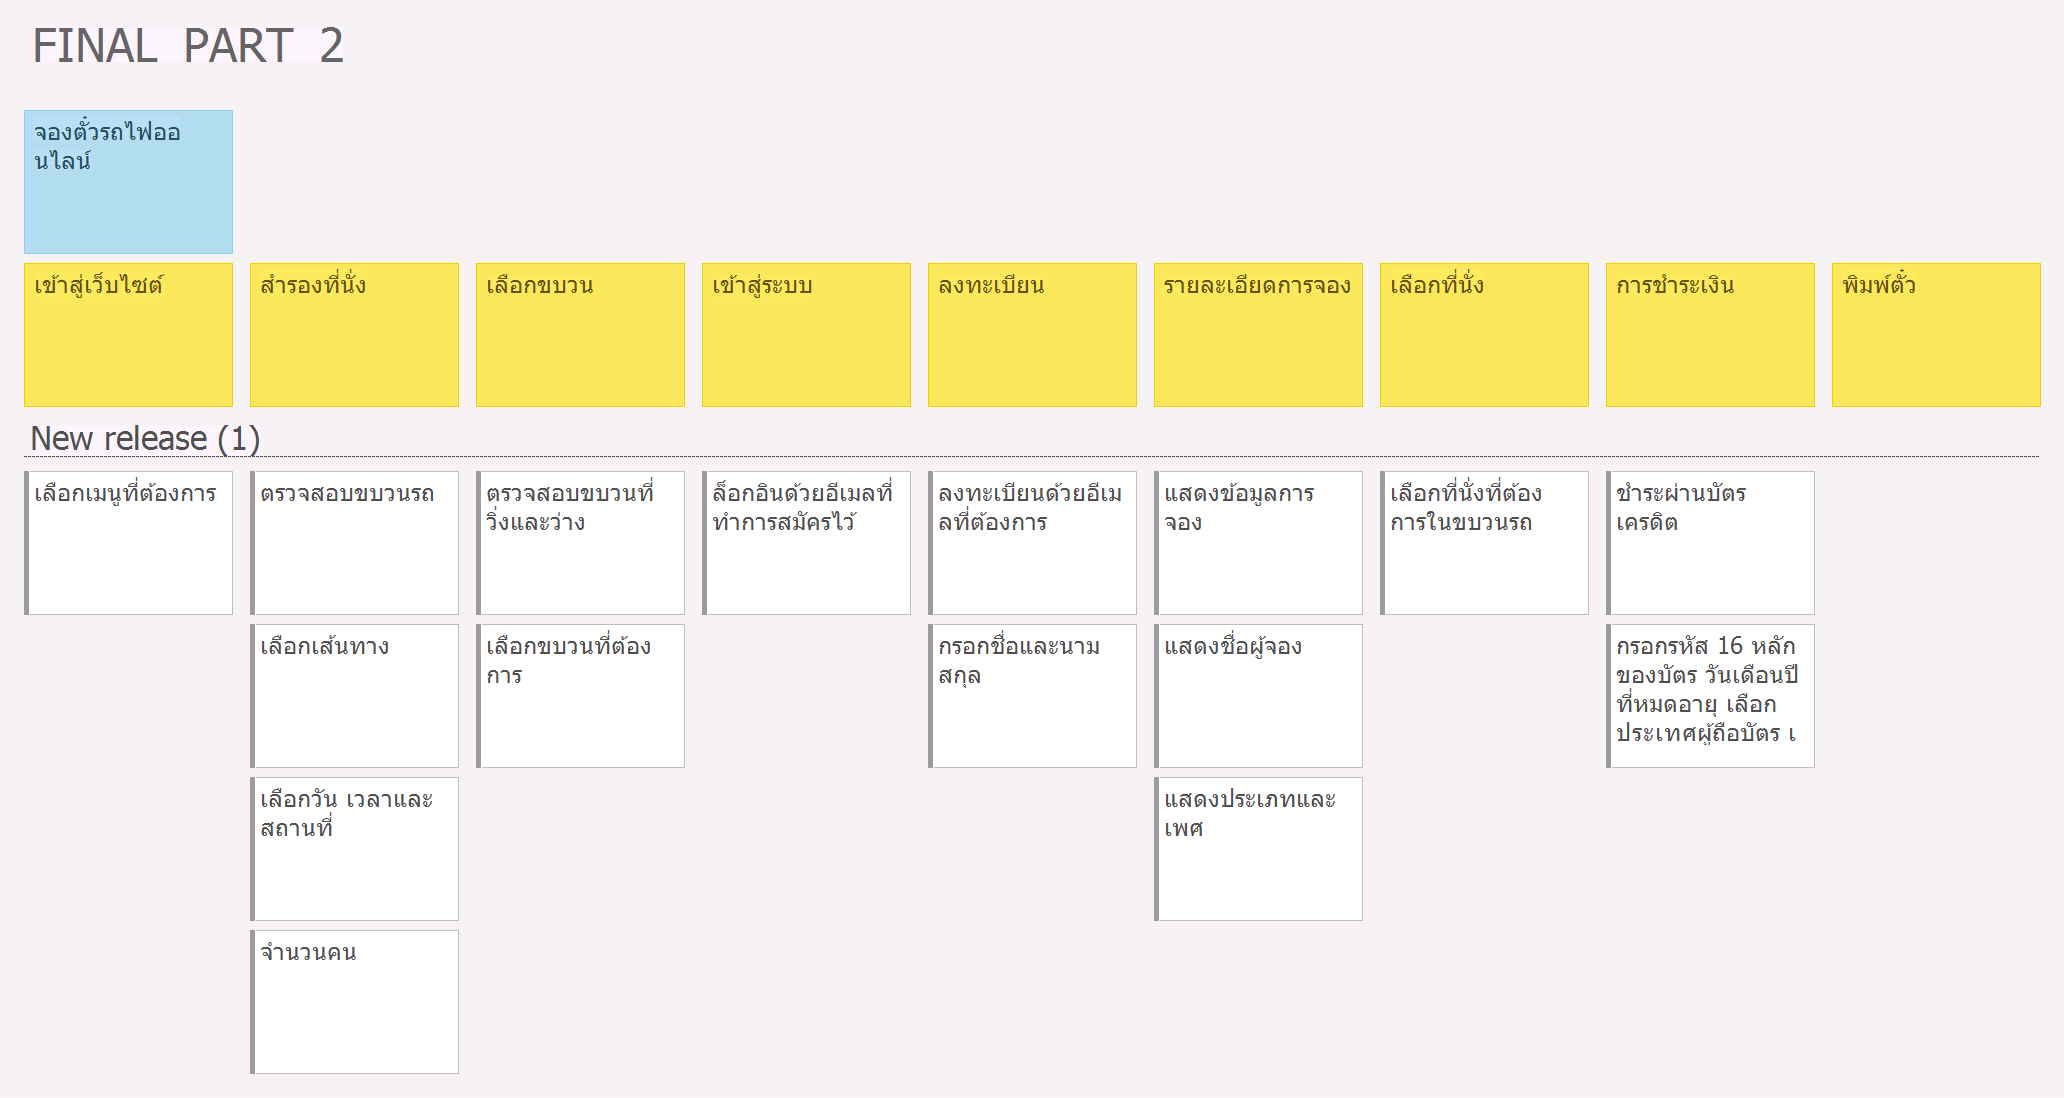 FINAL PART 2
จองตั๋วรถไฟออ
นไลน์
เข้าสู่เว็บไซต์
สำรองที่นั่ง
เลือกขบวน
เข้าสู่ระบบ
ลงทะเบียน
รายละเอียดการจอง
เลือกที่นั่ง
การชำระเงิน
พิมพ์ตั๋ว
New release (1)
เลือกเมนูที่ต้องการ
ตรวจสอบขบวนรถ
ตรวจสอบขบวนที่
วิ่งและว่าง
ล็อกอินด้วยอีเมลที่
ทำการสมัครไว้
ลงทะเบียนด้วยอีเม
ลที่ต้องการ
แสดงข้อมูลการ
จอง
เลือกที่นั่งที่ต้อง
การในขบวนรถ
ชำระผ่านบัตร
เครดิต
เลือกเส้นทาง
เลือกขบวนที่ต้อง
การ
กรอกชื่อและนาม
สกุล
แสดงชื่อผู้จอง
กรอกรหัส 16 หลัก
ของบัตร วันเดือนปี
ที่หมดอายุ เลือก
ประเทศผู้ถือบัตร เ
เลือกวัน เวลาและ
สถานที่
แสดงประเภทและ
เพศ
จำนวนคน